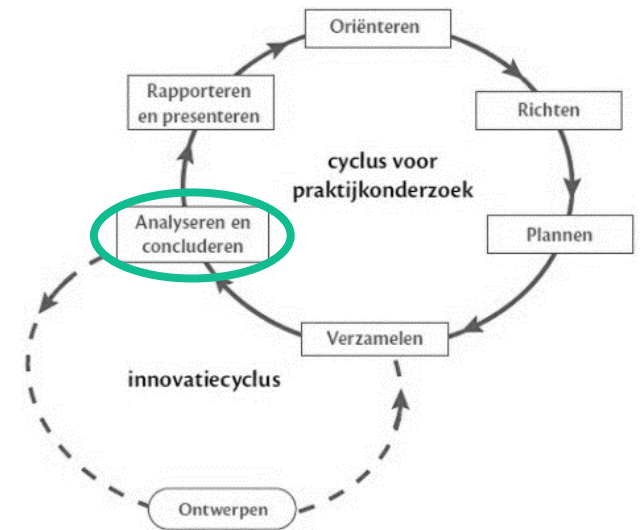 Oriënteren
Rapporteren
en presenteren
Richten
cyclus voor
praktijkonderzoek
Analyseren en
concluderen
Plannen
Verzamelen
innovatiecyclus
Ontwerpen